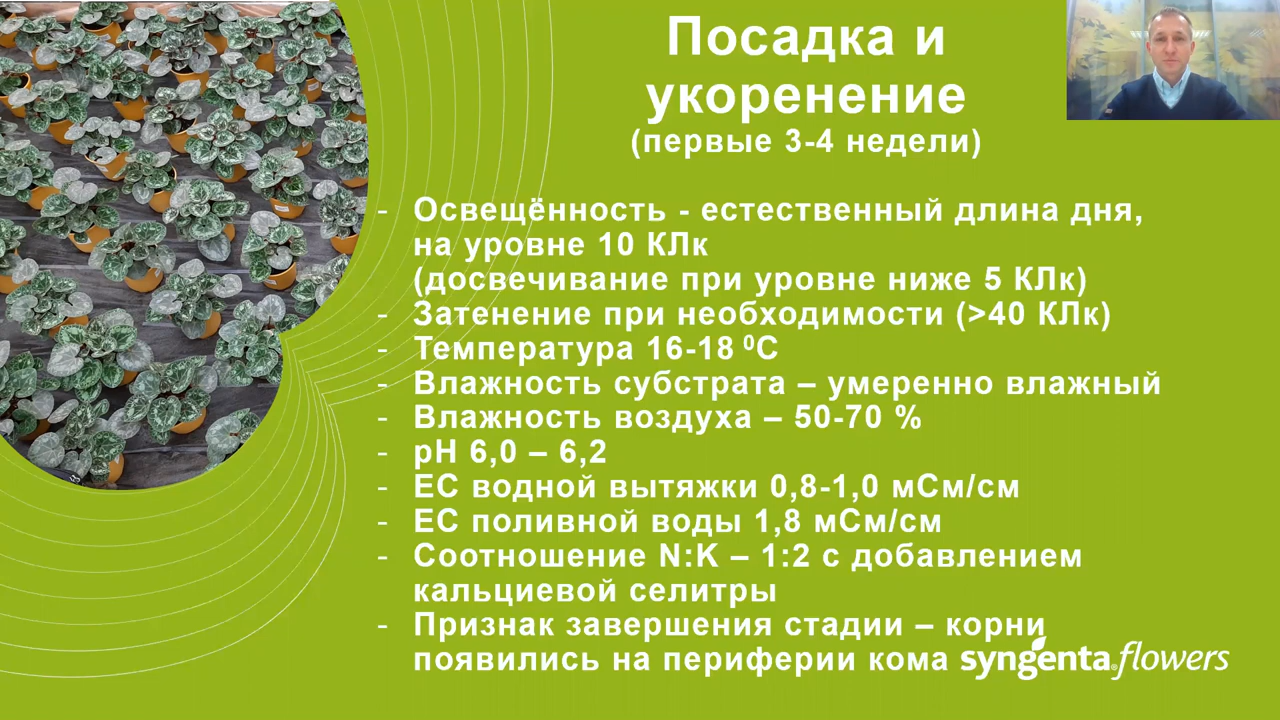 Посадка и
укоренение
(первые 3-4 недели)
- Освещённость - естественный длина дня,
на уровне 10 КЛк
(досвечивание при уровне ниже 5 КЛк)
- Затенение при необходимости (>40 КЛк)
- Температура 16-18 ⁰С
- Влажность субстрата – умеренно влажный
- Влажность воздуха – 50-70 %
- рН 6,0 – 6,2
- ЕС водной вытяжки 0,8-1,0 мСм/см
- ЕС поливной воды 1,8 мСм/см
- Соотношение N:K – 1:2 с добавлением
кальциевой селитры
- Признак завершения стадии – корни
появились на периферии кома
syngenta® flowers